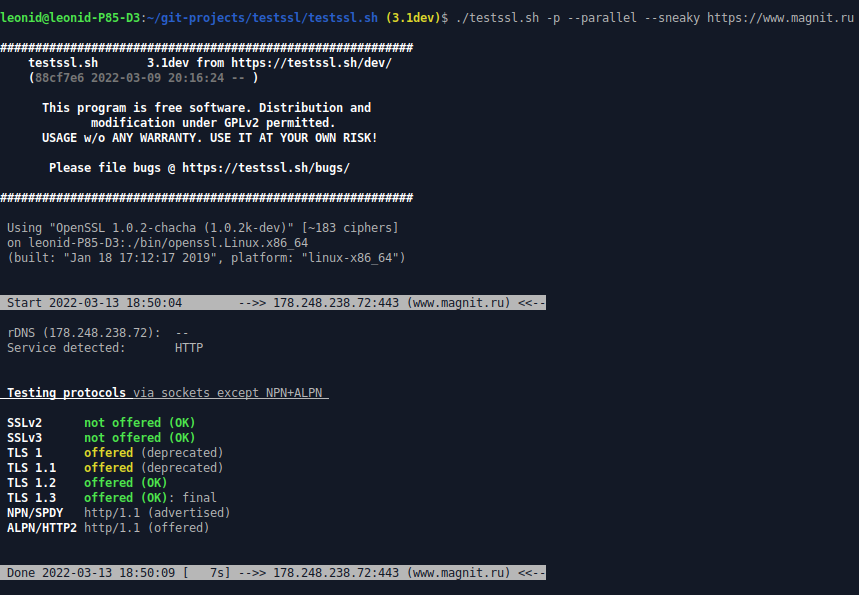 leonid@leonid-P85-D3:~/git-projects/testssl/testssl.sh (3.1dev)$ ./testssl.sh -p --parallel --sneaky https://www.magnit.ru
###########################################################
testssl.sh       3.1dev from https://testssl.sh/dev/
(88cf7e6 2022-03-09 20:16:24 -- )
This program is free software. Distribution and
modification under GPLv2 permitted.
USAGE w/o ANY WARRANTY. USE IT AT YOUR OWN RISK!
Please file bugs @ https://testssl.sh/bugs/
###########################################################
Using "OpenSSL 1.0.2-chacha (1.0.2k-dev)" [~183 ciphers]
on leonid-P85-D3:./bin/openssl.Linux.x86_64
(built: "Jan 18 17:12:17 2019", platform: "linux-x86_64")
Start 2022-03-13 18:50:04        -->> 178.248.238.72:443 (www.magnit.ru) <<--
rDNS (178.248.238.72):  --
Service detected:       HTTP
Testing protocols via sockets except NPN+ALPN
SSLv2      not offered (OK)
SSLv3      not offered (OK)
TLS 1      offered (deprecated)
TLS 1.1    offered (deprecated)
TLS 1.2    offered (OK)
TLS 1.3    offered (OK): final
NPN/SPDY   http/1.1 (advertised)
ALPN/HTTP2 http/1.1 (offered)
Done 2022-03-13 18:50:09 [   7s] -->> 178.248.238.72:443 (www.magnit.ru) <<--